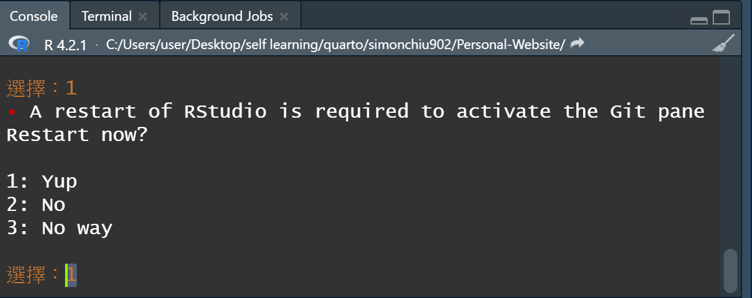 Console Terminal Background Jobs
R 4.2.1 · C:/Users/user/Desktop/self learning/quarto/simonchiu902/Personal-Website/
選擇：1
• A restart of RStudio is required to activate the Git pane
Restart now?
1: Yup
2: No
3: No way
選擇：1